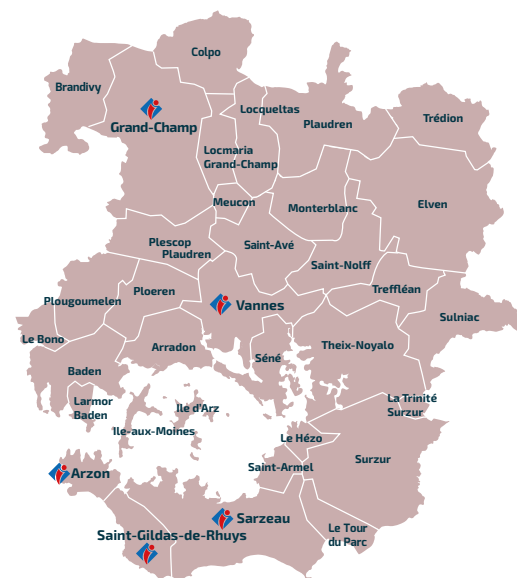 Colpo
Brandivy
Locqueltas
Trédion
Grand-Champ
Plaudren
Locmaria
Grand-Champ
Meucon
Monterblanc
Elven
Plescop
Plaudren
Saint-Avé
Saint-Nolff
Treffléan
Ploeren
Plougoumelen
Vannes
Sulniac
Le Bono
Arradon
Séné
Theix-Noyalo
Baden
Larmor
Baden
Ile d'Arz
La Trinité
Surzur
Ile-aux-Moines
Le Hézo
Surzur
Saint-Armel
Arzon
Sarzeau
Saint-Gildas-de-Rhuys
Le Tour
du Parc